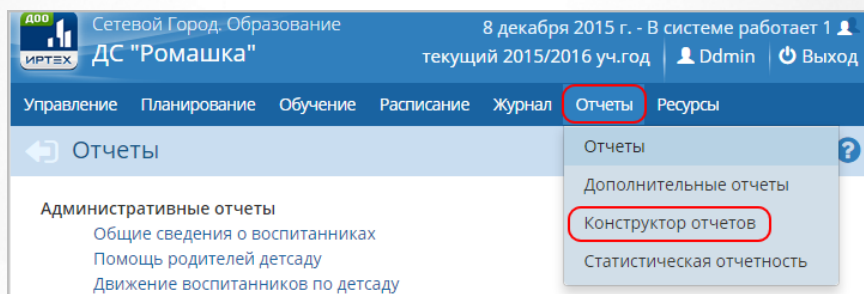 ДОО
ИРТЕХ
Сетевой Город. Образование
ДС "Ромашка"
8 декабря 2015 г. - В системе работает 1
текущий 2015/2016 уч.год
Ddmin
Выход
Управление Планирование Обучение Расписание Журнал Отчеты Ресурсы
Отчеты
?
Отчеты
Дополнительные отчеты
Конструктор отчетов
Статистическая отчетность
Административные отчеты
Общие сведения о воспитанниках
Помощь родителей детсаду
Движение воспитанников по детсаду